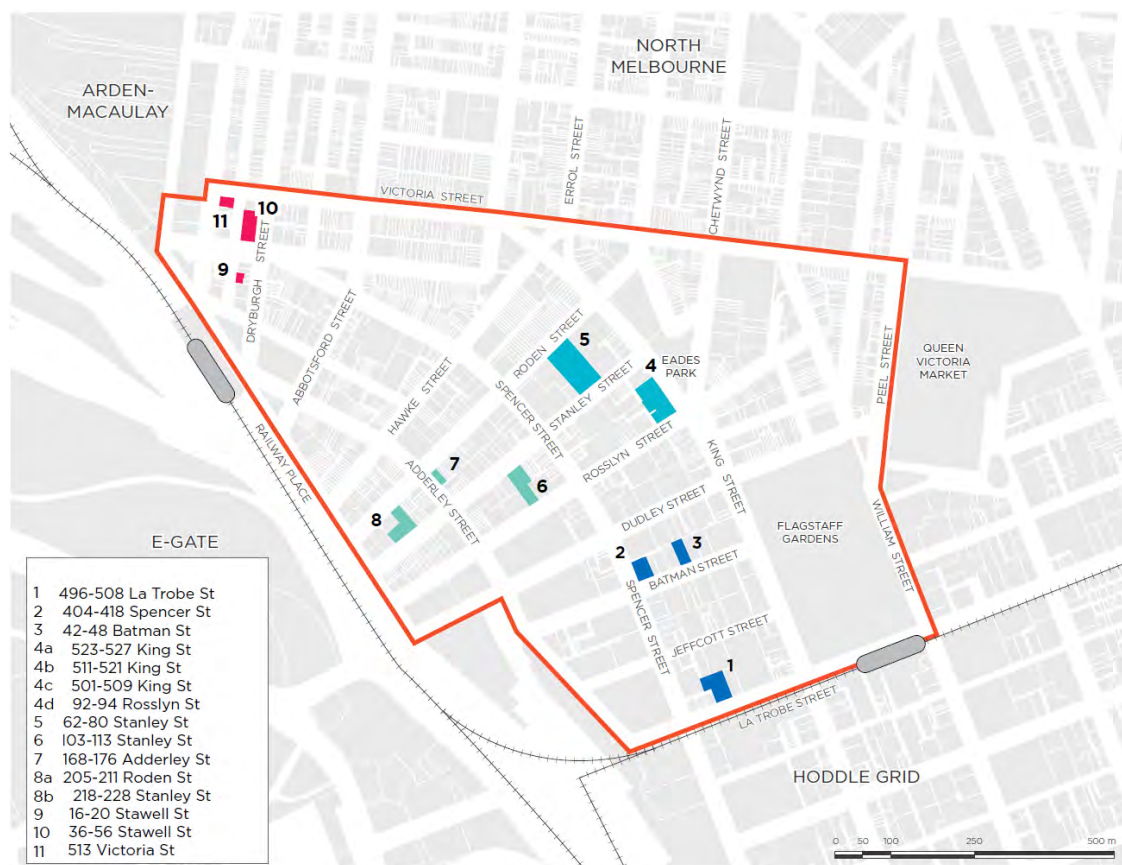 NORTH
MELBOURNE
ARDEN-
MACAULAY
ERROL STREET
CHETWYND STREET
VICTORIA STREET
10
11
9
DRYBURGH STREET
ABBOTSFORD STREET
HAWKE STREET
RODEN STREET
5
4
EADES
PARK
QUEEN
VICTORIA
MARKET
PEEL STREET
SPENCER STREET
STANLEY STREET
ROSSLYN STREET
KING STREET
7
ADDERLEY STREET
6
8
RAILWAY PLACE
DUDLEY STREET
FLAGSTAFF
GARDENS
WILLIAM STREET
2
3
BATMAN STREET
SPENCER STREET
JEFFCOTT STREET
1
LA TROBE STREET
E-GATE
HODDLE GRID
1 496-508 La Trobe St
2 404-418 Spencer St
3 42-48 Batman St
4a 523-527 King St
4b 511-521 King St
4c 501-509 King St
4d 92-94 Rosslyn St
5 62-80 Stanley St
6 I03-113 Stanley St
7 168-176 Adderley St
8a 205-211 Roden St
8b 218-228 Stanley St
9 16-20 Stawell St
10 36-56 Stawell St
11 513 Victoria St
0 50 100 250 500 m